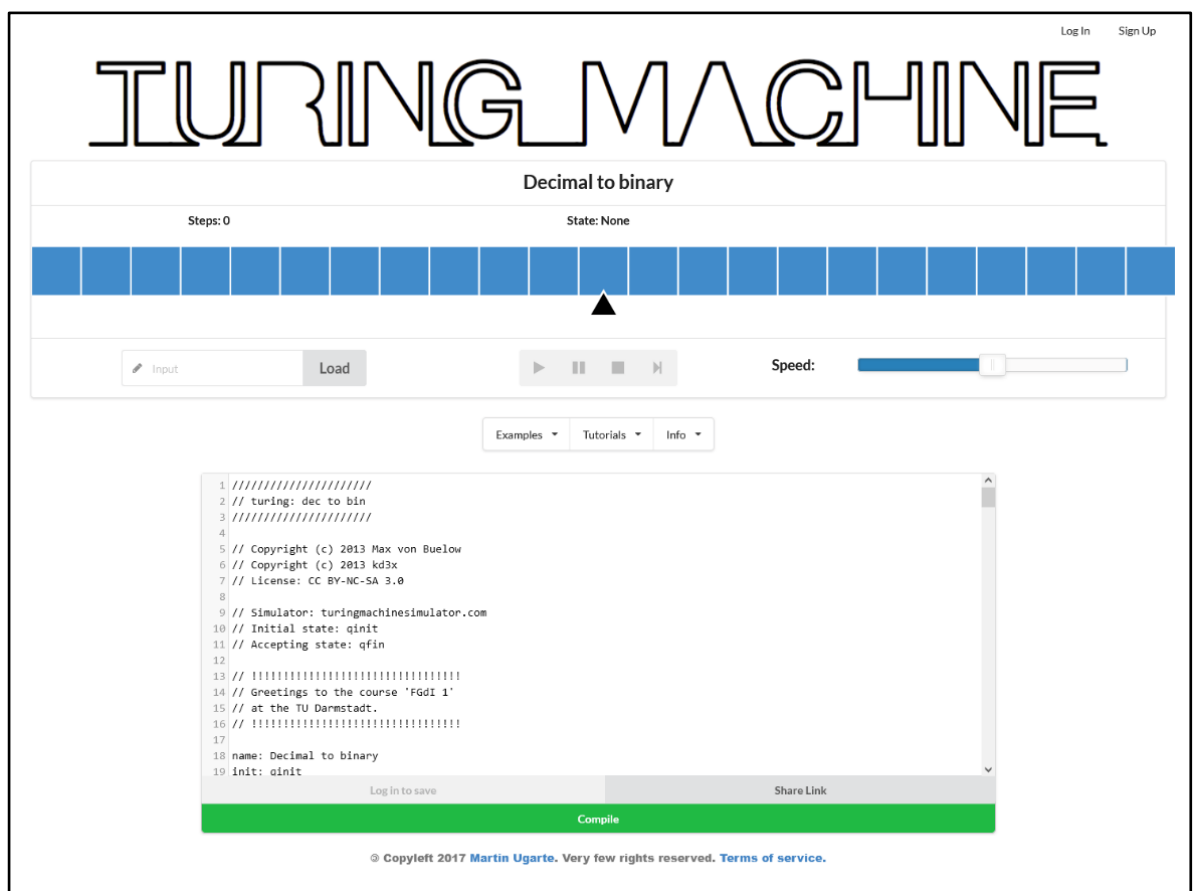 Log In Sign Up
TURING MACHINE
Decimal to binary
Steps: 0 State: None
Input Load Speed:
Examples Tutorials Info
1 //////////////////////
2 // turing: dec to bin
3 //////////////////////
4
5 // Copyright (c) 2013 Max von Buelow
6 // Copyright (c) 2013 kd3x
7 // License: CC BY-NC-SA 3.0
8
9 // Simulator: turingmachinesimulator.com
10 // Initial state: qinit
11 // Accepting state: qfin
12
13 // !!!!!!!!!!!!!!!!!!!!!!!!!!!!!!!!!
14 // Greetings to the course 'FGdI 1'
15 // at the TU Darmstadt.
16 // !!!!!!!!!!!!!!!!!!!!!!!!!!!!!!!!!
17
18 name: Decimal to binary
19 init: qinit
Log in to save Share Link
Compile
🄯 Copyleft 2017 Martin Ugarte. Very few rights reserved. Terms of service.